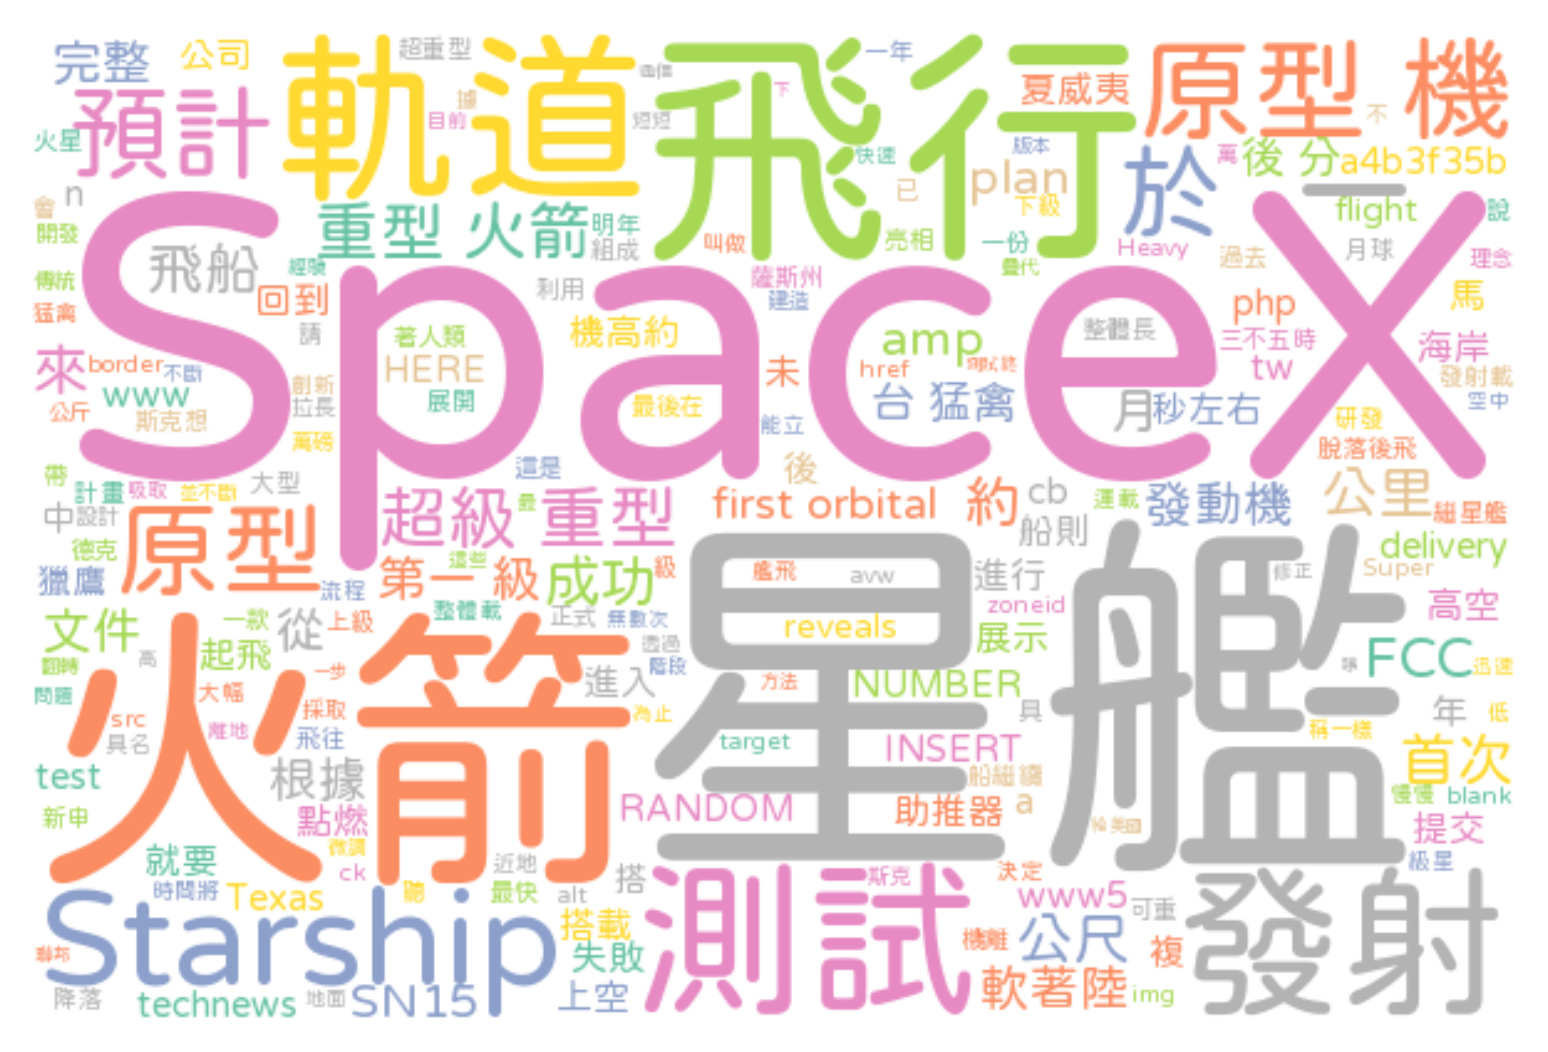 完整
公司
軌道
超重型
飛行
一年
夏威夷
原型 機
預計
火星
目前
短短
下
不
快速
版本
plan
於
萬
後 分
a4b3f35b
會
n
開發
重型 火箭
明年
組成
已
下級
叫做
亮相
一份
Heavy
過去
flight
月球
說
理念
SpaceX
飛船
經驗
回到
傳統
猛禽
請
利用
薩斯州
建造
疊代
php
馬
機高約
著人類
HERE
展開
amp
整體長
三不五時
tw
海岸
來
border
不斷
www
公斤
斯克想
創新
拉長
萬磅
最後在
未
href
台 猛禽
能立
月
秒左右
發射載
空中
研發
脫落後飛
帶
計畫
吸取
並不斷
大型
這是
後
中
設計
原型
超級
最
重型
first orbital
約
cb
船則
運載
發動機
公里
繼星艦
德克
獵鷹
流程
第一 級
這些
成功
級
星艦
艦飛
avw
進行
zoneid
修正
delivery
Super
高空
文件
一款
從
上級
整體載
正式
無數次
透過
reveals
展示
FCC
迅速
翻轉
高
起飛
一步
進入
階段
方法
NUMBER
問題
火箭
大幅
src
具名
離地
採取
飛往
為止
target
INSERT
具
年
低
稱一樣
首次
test
根據
點燃
RANDOM
船繼續
助推器
a
慢慢
blank
新申
微調
提交
就要
時間將
ck
近地
搭
級星
Texas
聽
最快
alt
測試
斯克
決定
www5
可重
發射
Starship
搭載
失敗
機離
公尺
複
聯邦
降落
technews
地面
SN15
上空
軟著陸
img